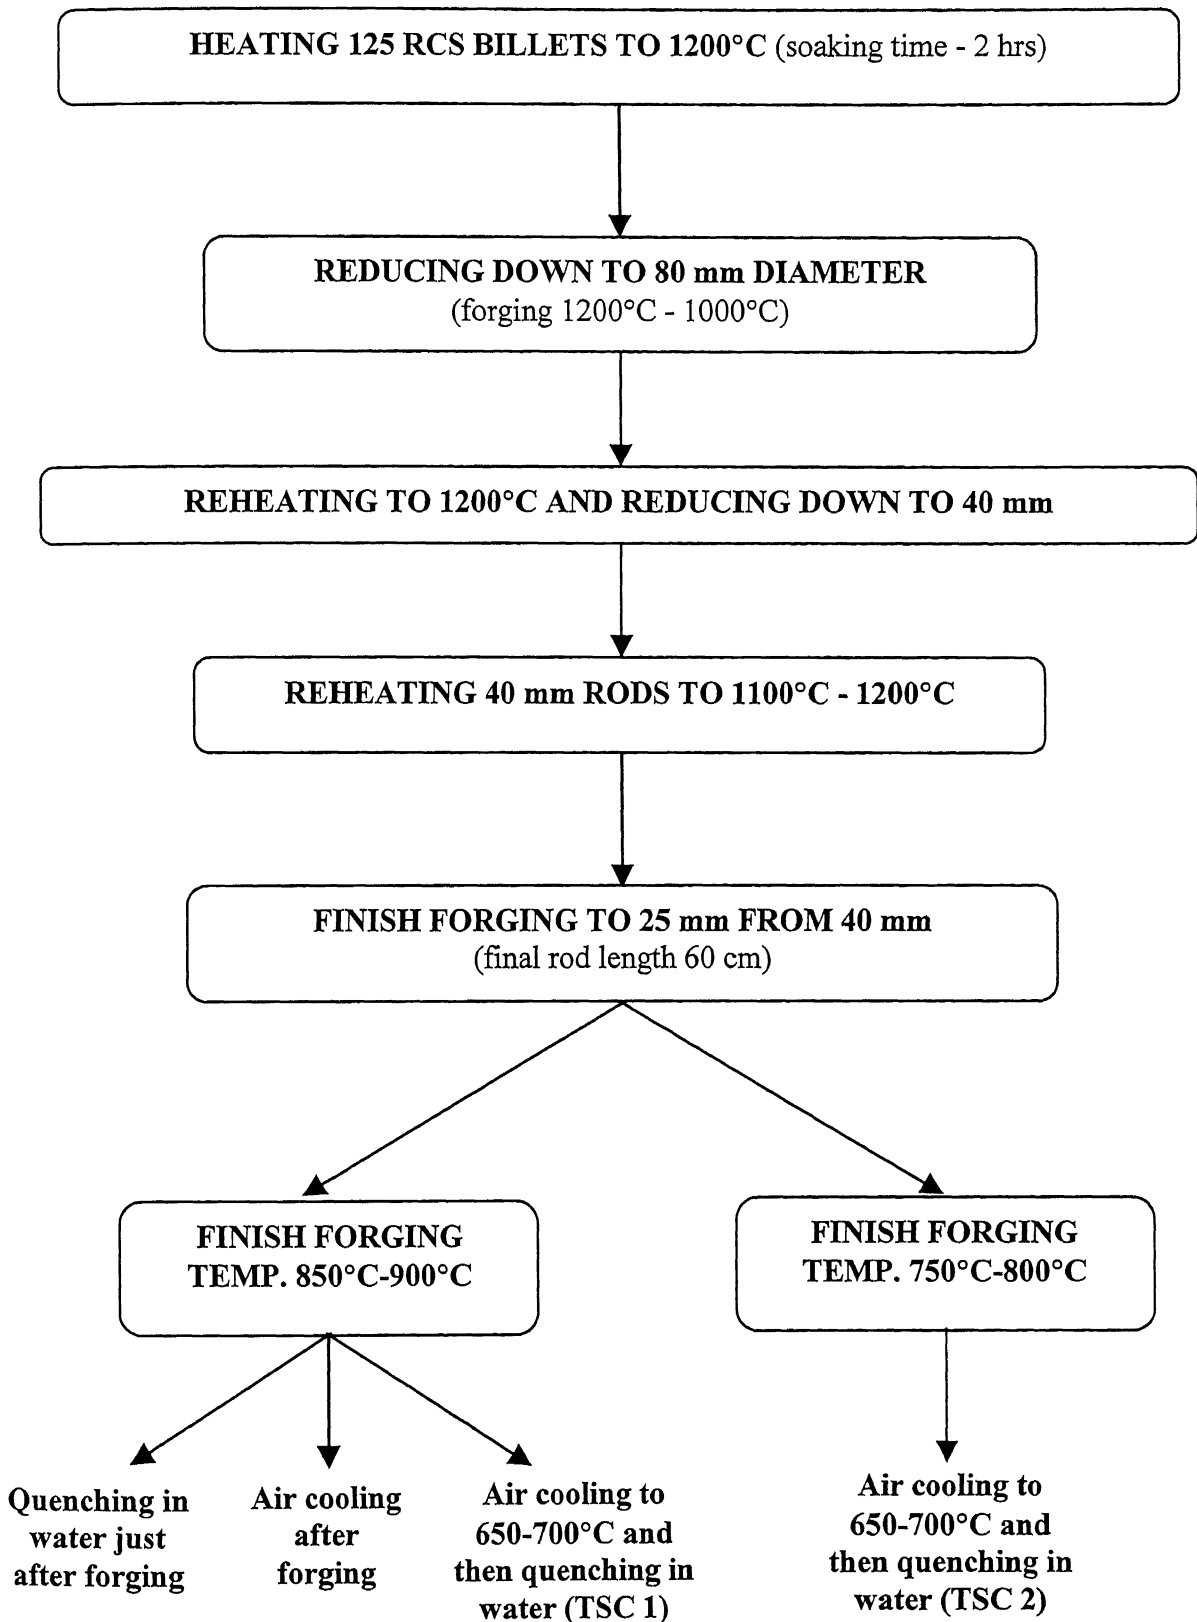 HEATING 125 RCS BILLETS TO 1200°C (soaking time - 2 hrs)
REDUCING DOWN TO 80 mm DIAMETER
(forging 1200°C - 1000°C)
REHEATING TO 1200°C AND REDUCING DOWN TO 40 mm
REHEATING 40 mm RODS TO 1100°C - 1200°C
FINISH FORGING TO 25 mm FROM 40 mm
(final rod length 60 cm)
FINISH FORGING
TEMP. 850°C-900°C
FINISH FORGING
TEMP. 750°C-800°C
Quenching in
water just
after forging
Air cooling
after
forging
Air cooling to
650-700°C and
then quenching in
water (TSC 1)
Air cooling to
650-700°C and
then quenching in
water (TSC 2)